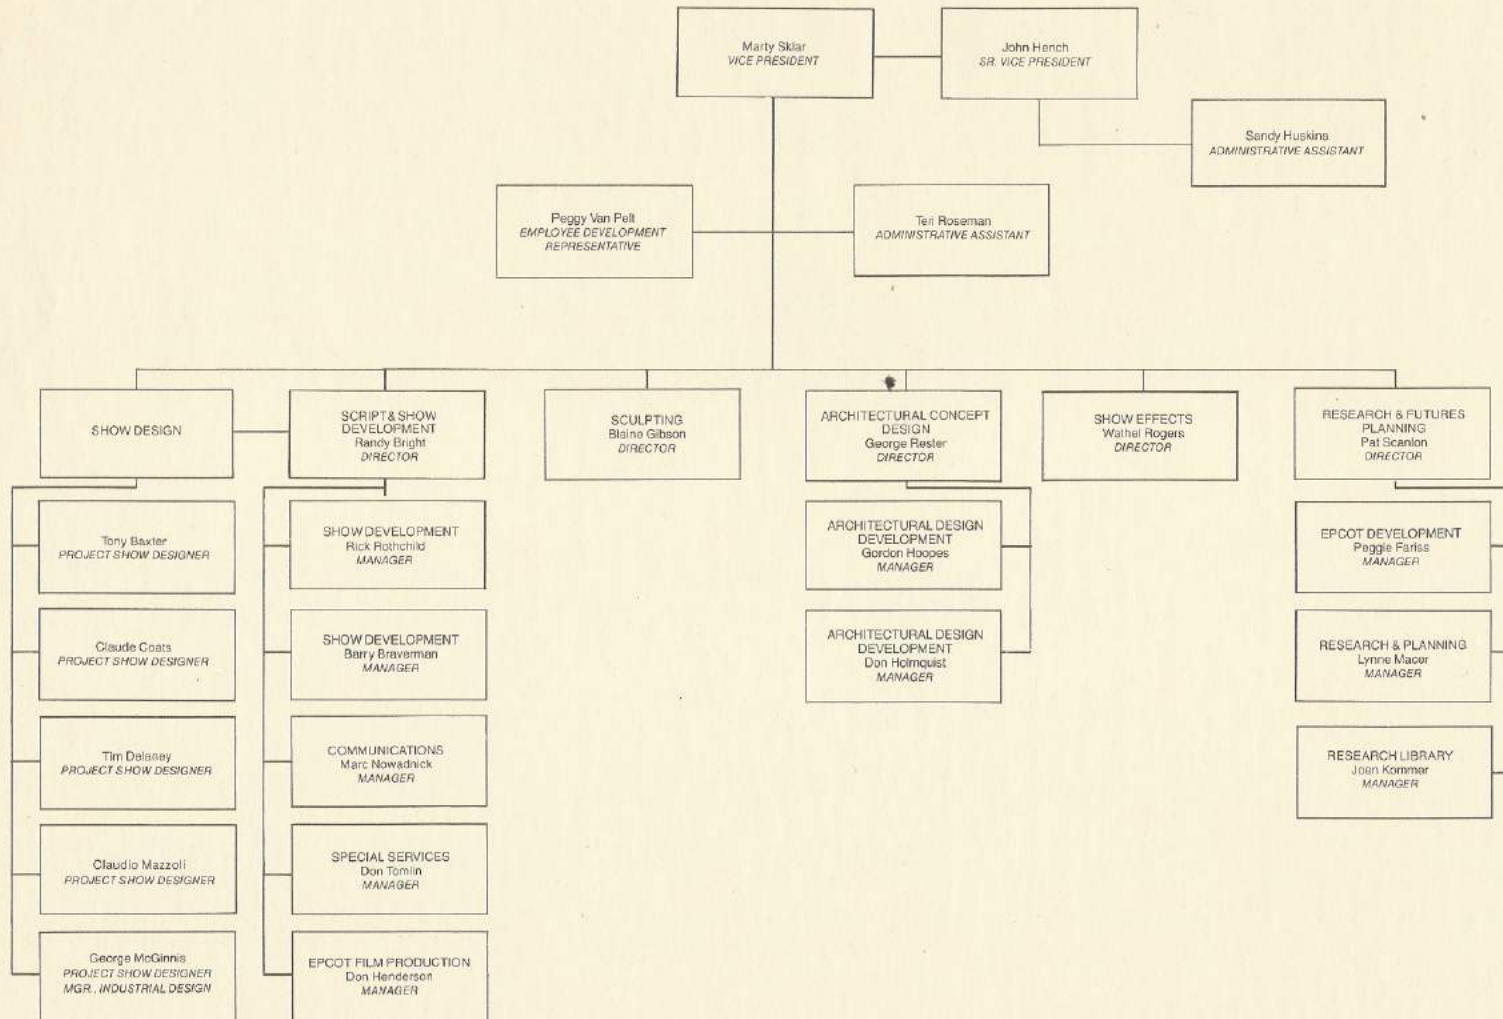 Marty Sklar
VICE PRESIDENT
John Hench
SR. VICE PRESIDENT
Sandy Huskins
ADMINISTRATIVE ASSISTANT
Peggy Van Pelt
EMPLOYEE DEVELOPMENT
REPRESENTATIVE
Teri Roseman
ADMINISTRATIVE ASSISTANT
SHOW DESIGN
Tony Baxter
PROJECT SHOW DESIGNER
Claude Coats
PROJECT SHOW DESIGNER
Tim Delaney
PROJECT SHOW DESIGNER
Claudio Mazzoli
PROJECT SHOW DESIGNER
George McGinnis
PROJECT SHOW DESIGNER
MGR., INDUSTRIAL DESIGN
SCRIPT & SHOW
DEVELOPMENT
Randy Bright
DIRECTOR
SHOW DEVELOPMENT
Rick Rothchild
MANAGER
SHOW DEVELOPMENT
Barry Braverman
MANAGER
COMMUNICATIONS
Marc Nowadnick
MANAGER
SPECIAL SERVICES
Don Tomlin
MANAGER
EPCOT FILM PRODUCTION
Don Henderson
MANAGER
SCULPTING
Blaine Gibson
DIRECTOR
ARCHITECTURAL CONCEPT
DESIGN
George Rester
DIRECTOR
ARCHITECTURAL DESIGN
DEVELOPMENT
Gordon Hoopes
MANAGER
ARCHITECTURAL DESIGN
DEVELOPMENT
Don Holmquist
MANAGER
SHOW EFFECTS
Wathel Rogers
DIRECTOR
RESEARCH & FUTURES
PLANNING
Pat Scanlon
DIRECTOR
EPCOT DEVELOPMENT
Peggie Fariss
MANAGER
RESEARCH & PLANNING
Lynne Macer
MANAGER
RESEARCH LIBRARY
Joan Kommer
MANAGER